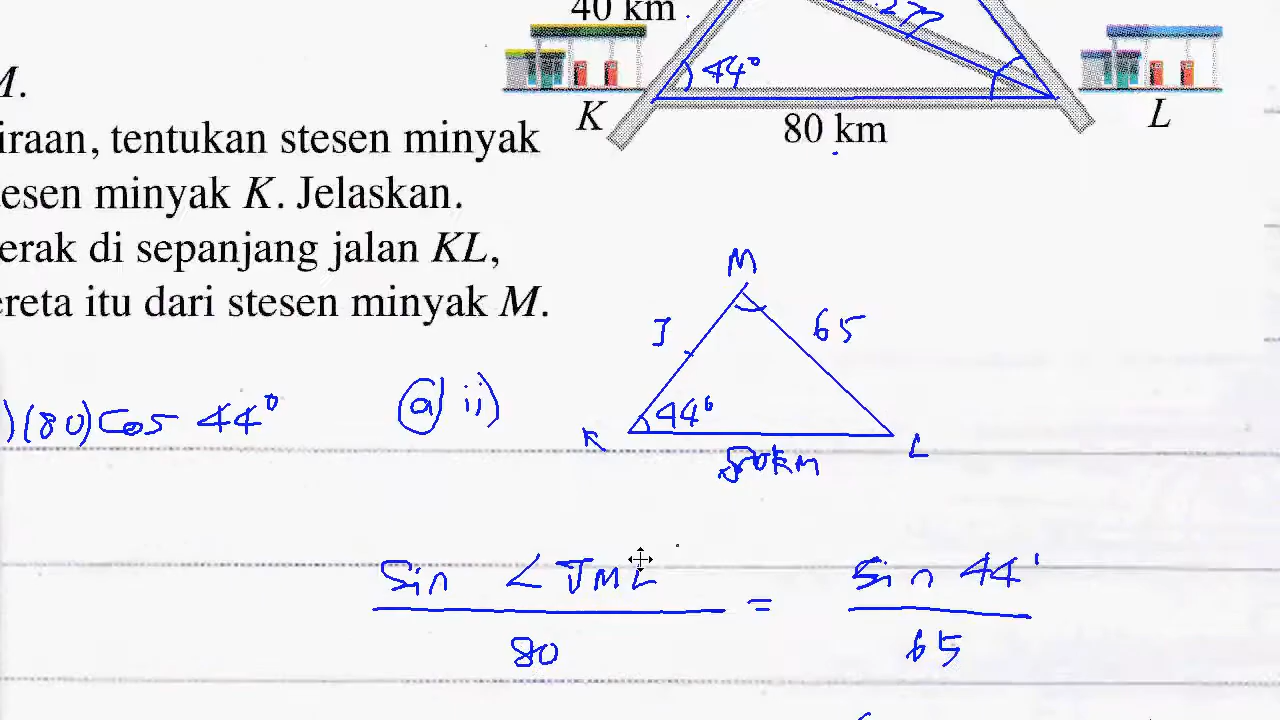 40 km
M.
44°
K
80 km
L
iraan, tentukan stesen minyak
esen minyak K. Jelaskan.
erak di sepanjang jalan KL,
ereta itu dari stesen minyak M.
M
J
65
44°
K
L
80km
)(80) Cos 44°
a) ii)
Sin ∠ JML = Sin 44°
80
65